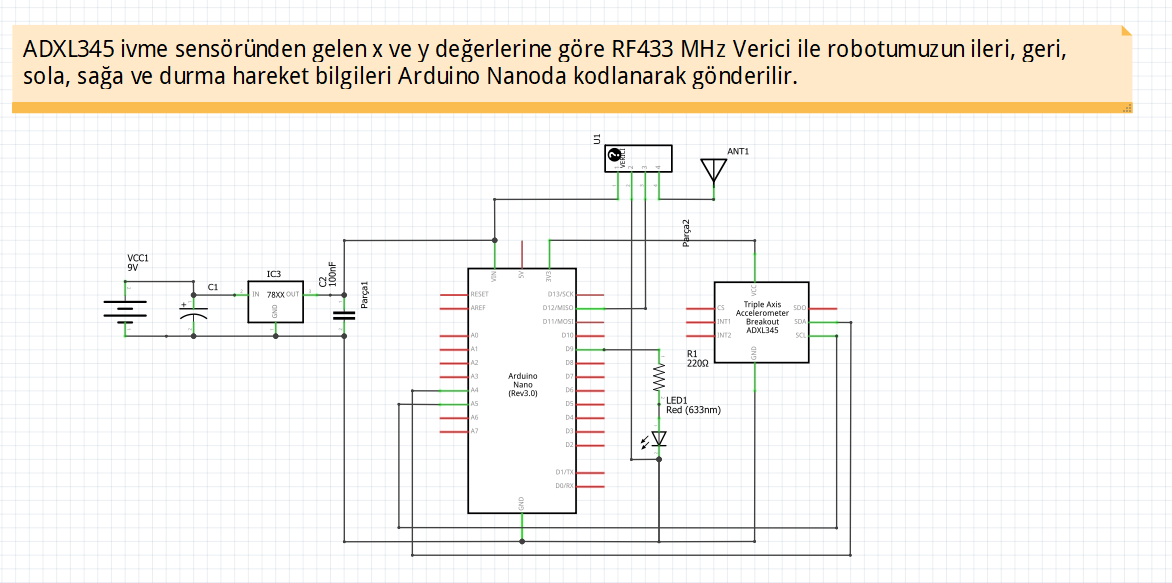 ADXL345 ivme sensöründen gelen x ve y değerlerine göre RF433 MHz Verici ile robotumuzun ileri, geri,
sola, sağa ve durma hareket bilgileri Arduino Nanoda kodlanarak gönderilir.
U1
VERİCİ
1
2
3
4
ANT1
Parça2
VCC1
9V
C1
+
IC3
IN
78XX
OUT
GND
C2
100nF
Parça1
VIN
5V
3V3
RESET
AREF
A0
A1
A2
A3
A4
A5
A6
A7
Arduino
Nano
(Rev3.0)
D13/SCK
D12/MISO
D11/MOSI
D10
D9
D8
D7
D6
D5
D4
D3
D2
D1/TX
D0/RX
GND
R1
220Ω
LED1
Red (633nm)
VCC
CS
INT1
INT2
Triple Axis
Accelerometer
Breakout
ADXL345
SDO
SDA
SCL
GND